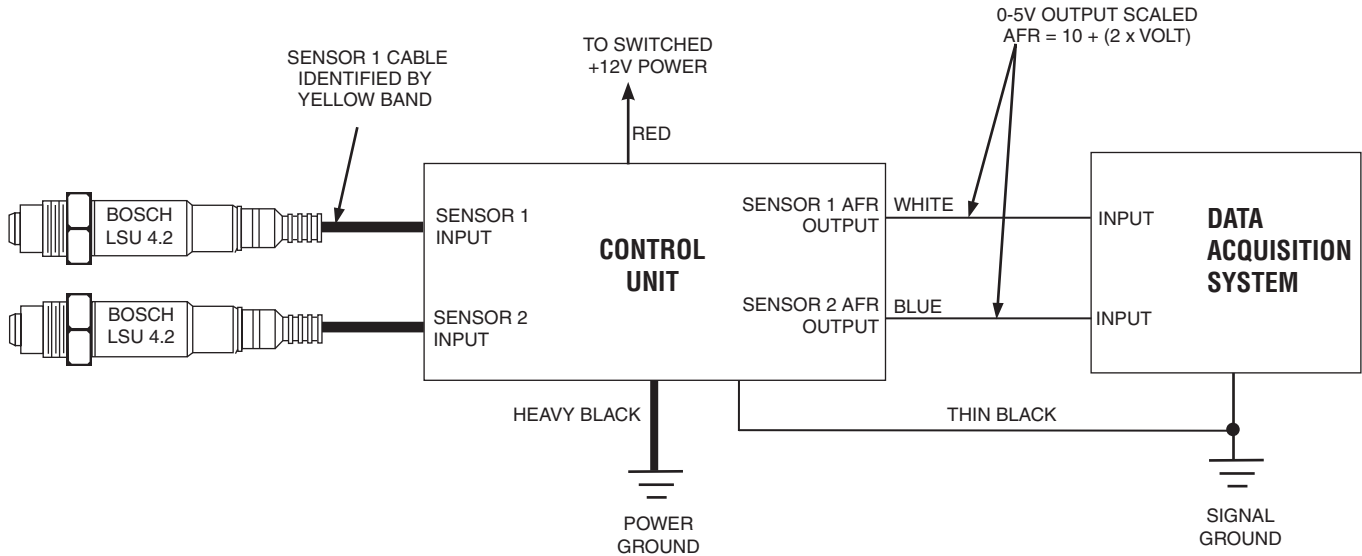 0-5V OUTPUT SCALED
AFR = 10 + (2 x VOLT)
TO SWITCHED
+12V POWER
SENSOR 1 CABLE
IDENTIFIED BY
YELLOW BAND
RED
BOSCH
LSU 4.2
SENSOR 1
INPUT
CONTROL
UNIT
SENSOR 1 AFR
OUTPUT
WHITE
INPUT
DATA
ACQUISITION
SYSTEM
BOSCH
LSU 4.2
SENSOR 2
INPUT
SENSOR 2 AFR
OUTPUT
BLUE
INPUT
HEAVY BLACK
THIN BLACK
POWER
GROUND
SIGNAL
GROUND